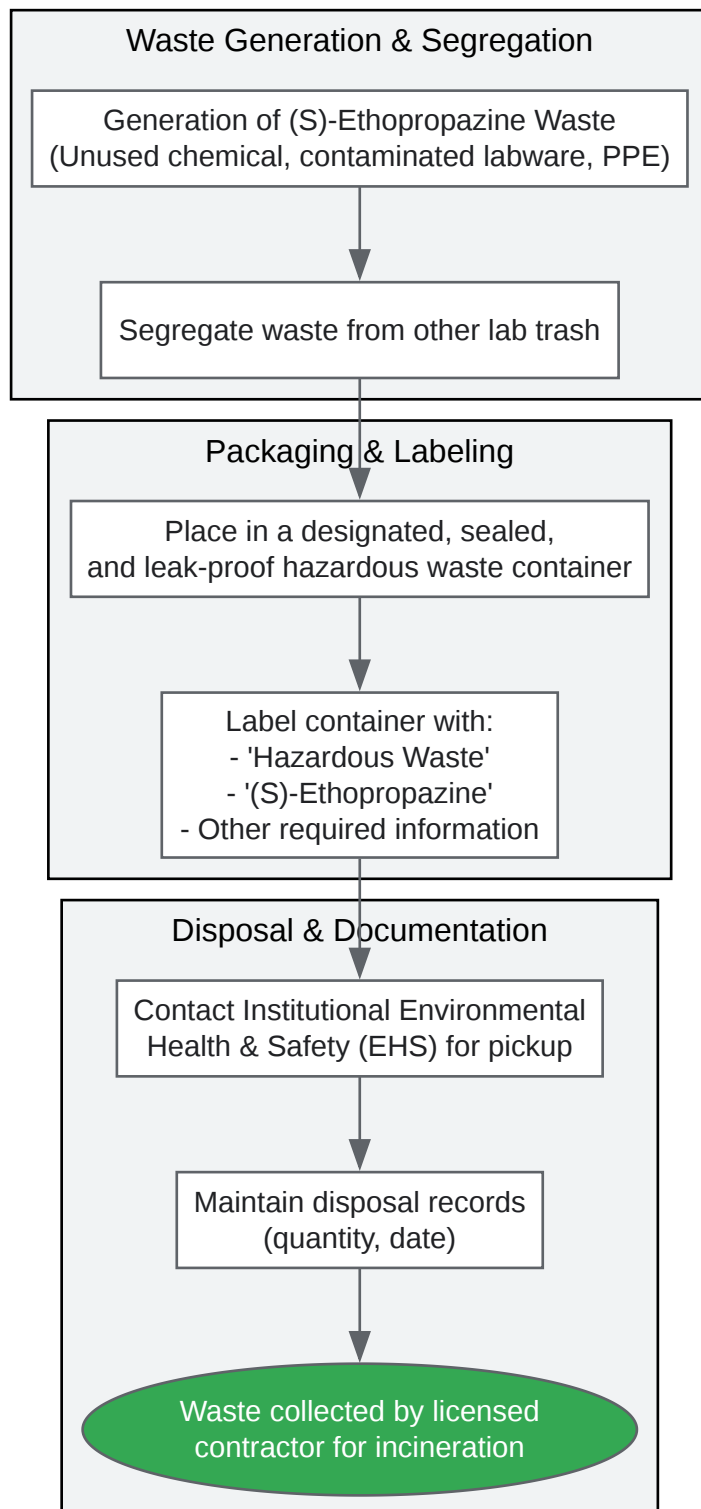 Waste Generation & Segregation
Generation of (S)-Ethopropazine Waste
(Unused chemical, contaminated labware, PPE)
Segregate waste from other lab trash
Packaging & Labeling
Place in a designated, sealed,
and leak-proof hazardous waste container
Label container with:
- 'Hazardous Waste'
- '(S)-Ethopropazine'
- Other required information
Disposal & Documentation
Contact Institutional Environmental
Health & Safety (EHS) for pickup
Maintain disposal records
(quantity, date)
Waste collected by licensed
contractor for incineration